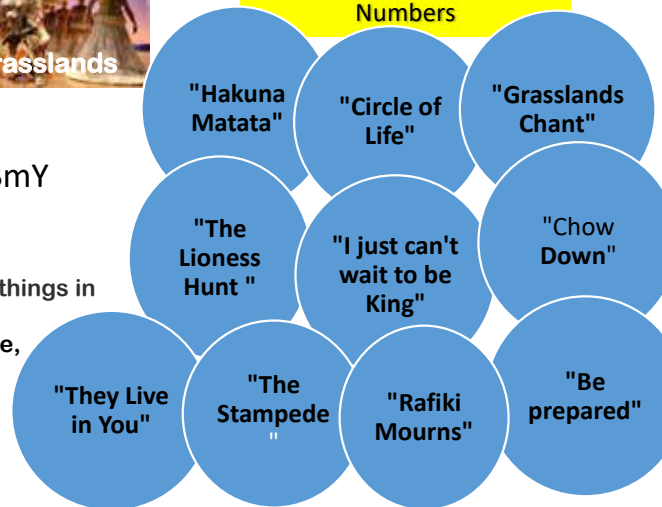 Numbers
rasslands
"Hakuna
Matata"
"Circle of
Life"
"Grasslands
Chant"
mY
"The
Lioness
Hunt "
"I just can't
wait to be
King"
"Chow
Down"
things in
e,
"They Live
in You"
"The
Stampede
"
"Rafiki
Mourns"
"Be
prepared"